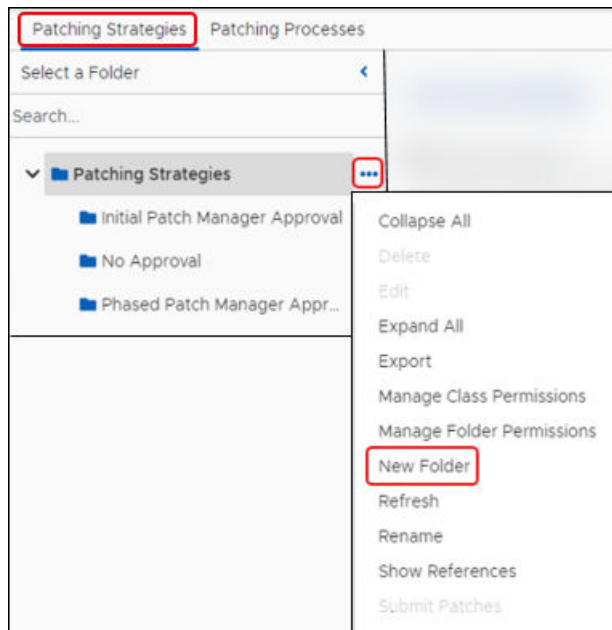 Patching Strategies Patching Processes
Select a Folder
Search...
Patching Strategies
Initial Patch Manager Approval
No Approval
Phased Patch Manager Appr...
Collapse All
Delete
Edit
Expand All
Export
Manage Class Permissions
Manage Folder Permissions
New Folder
Refresh
Rename
Show References
Submit Patches